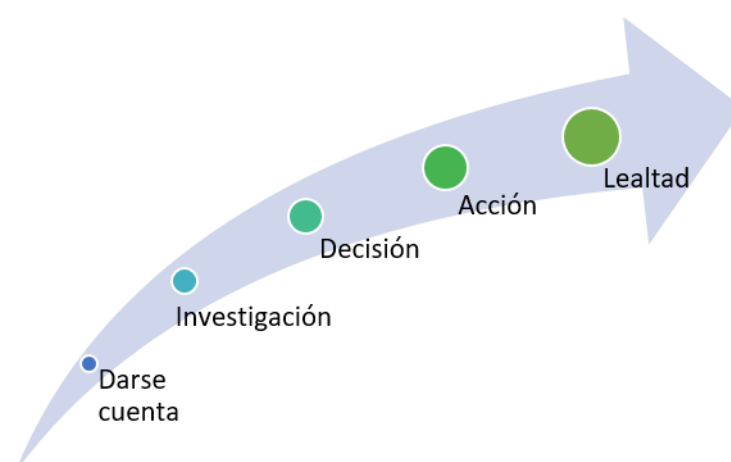 Darse
cuenta
Investigación
Decisión
Acción
Lealtad